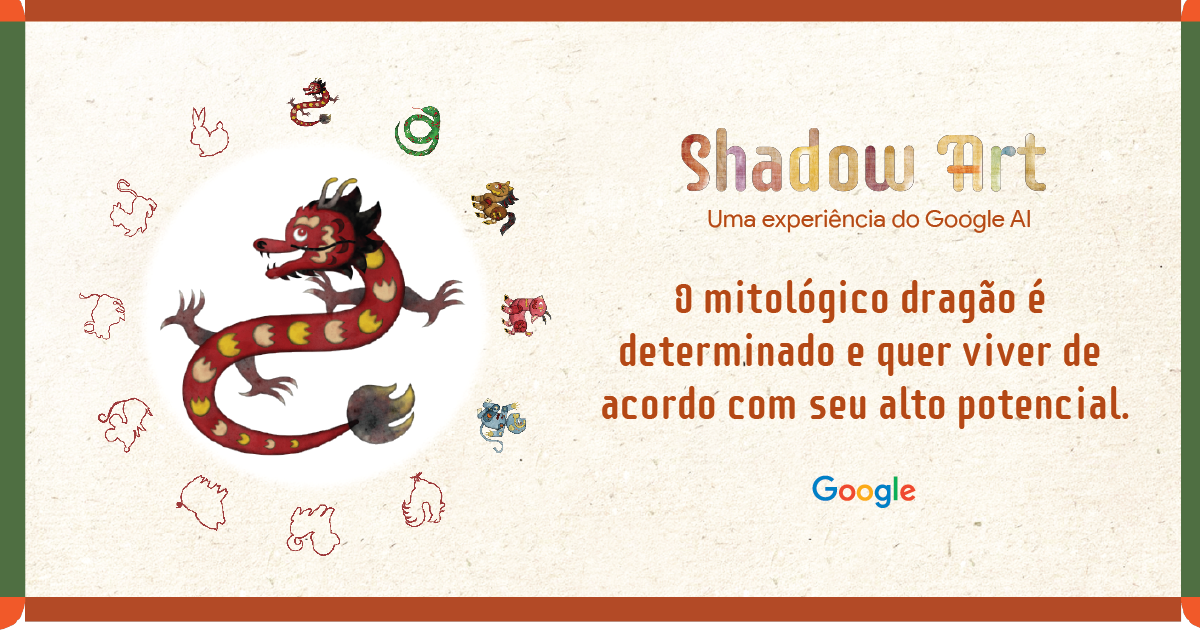 Shadow Art
Uma experiência do Google AI
O mitológico dragão é
determinado e quer viver de
acordo com seu alto potencial.
Google